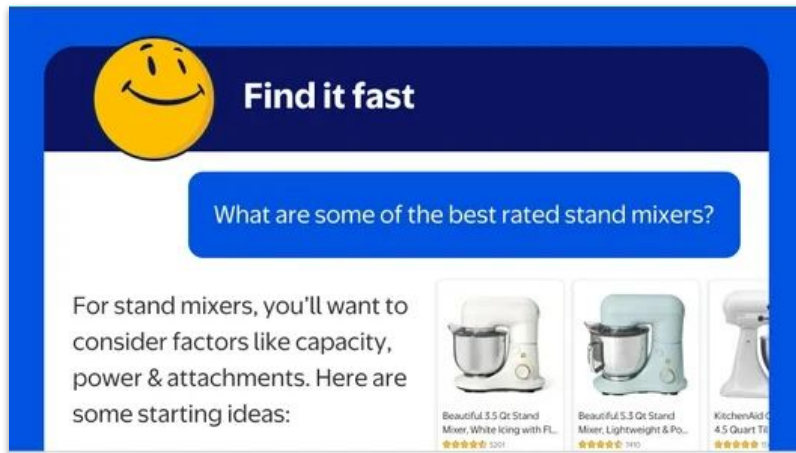 Find it fast
What are some of the best rated stand mixers?
For stand mixers, you'll want to
consider factors like capacity,
power & attachments. Here are
some starting ideas:
Beautiful 3.5 Qt Stand
Mixer, White Icing with Fl...
5201
Beautiful 5.3 Qt Stand
Mixer, Lightweight & Po...
7410
KitchenAid
4.5 Quart